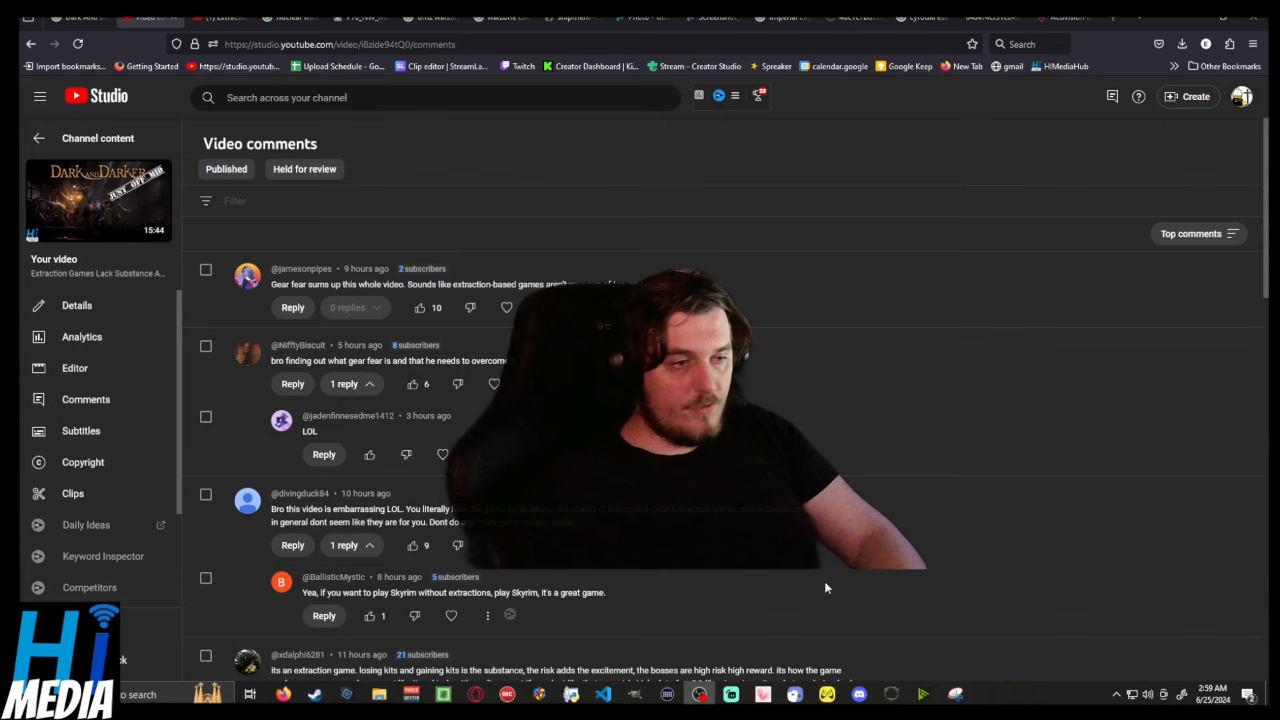 https://studio.youtube.com/video/i8zide94tQ0/comments
Search
Import bookmarks...
Getting Started
https://studio.youtub...
Upload Schedule - Go...
Clip editor | StreamLa...
Twitch
Creator Dashboard | Ki...
Stream - Creator Studio
Spreaker
calendar.google
Google Keep
New Tab
gmail
HiMediaHub
Other Bookmarks
Studio
Search across your channel
Create
Channel content
Video comments
Published
Held for review
DARK AND DARKER
JUST OFF MID
15:44
Filter
Top comments
Your video
Extraction Games Lack Substance A...
Details
Analytics
Editor
Comments
Subtitles
Copyright
Clips
Daily Ideas
Keyword Inspector
Competitors
@jamesonpipes • 9 hours ago 2 subscribers
Gear fear sums up this whole video. Sounds like extraction-based games aren't
Reply
0 replies
10
@NifftyBiscuit • 5 hours ago 8 subscribers
bro finding out what gear fear is and that he needs to overcome
Reply
1 reply
6
@jadenfinnesedme1412 • 3 hours ago
LOL
Reply
@divingduck84 • 10 hours ago
Bro this video is embarrassing LOL. You literally
in general dont seem like they are for you. Dont do
Reply
1 reply
9
B
@BallisticMystic • 8 hours ago 5 subscribers
Yea, if you want to play Skyrim without extractions, play Skyrim, it's a great game.
Reply
1
@xdalphi6281 • 11 hours ago 21 subscribers
its an extraction game. losing kits and gaining kits is the substance, the risk adds the excitement, the bosses are high risk high reward. its how the game
Hi
MEDIA
search
2:59 AM
6/25/2024